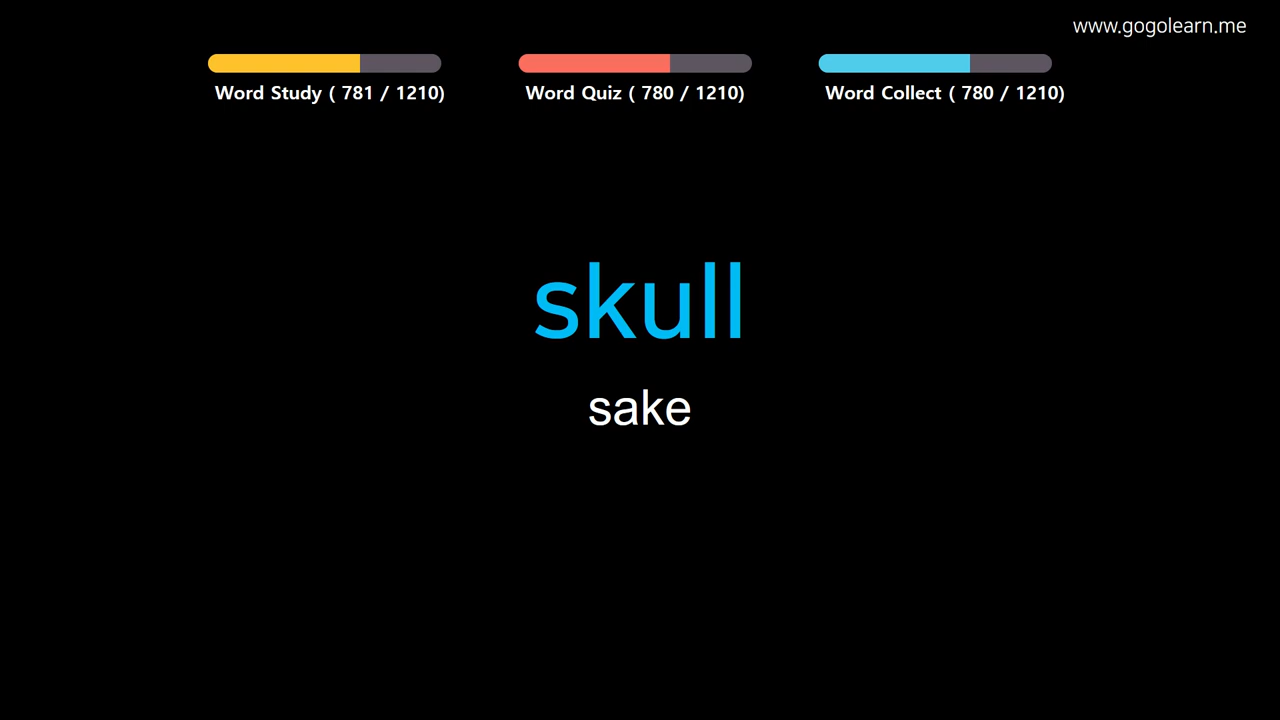 www.gogolearn.me
Word Study ( 781 / 1210)
Word Quiz ( 780 / 1210)
Word Collect ( 780 / 1210)
skull
sake